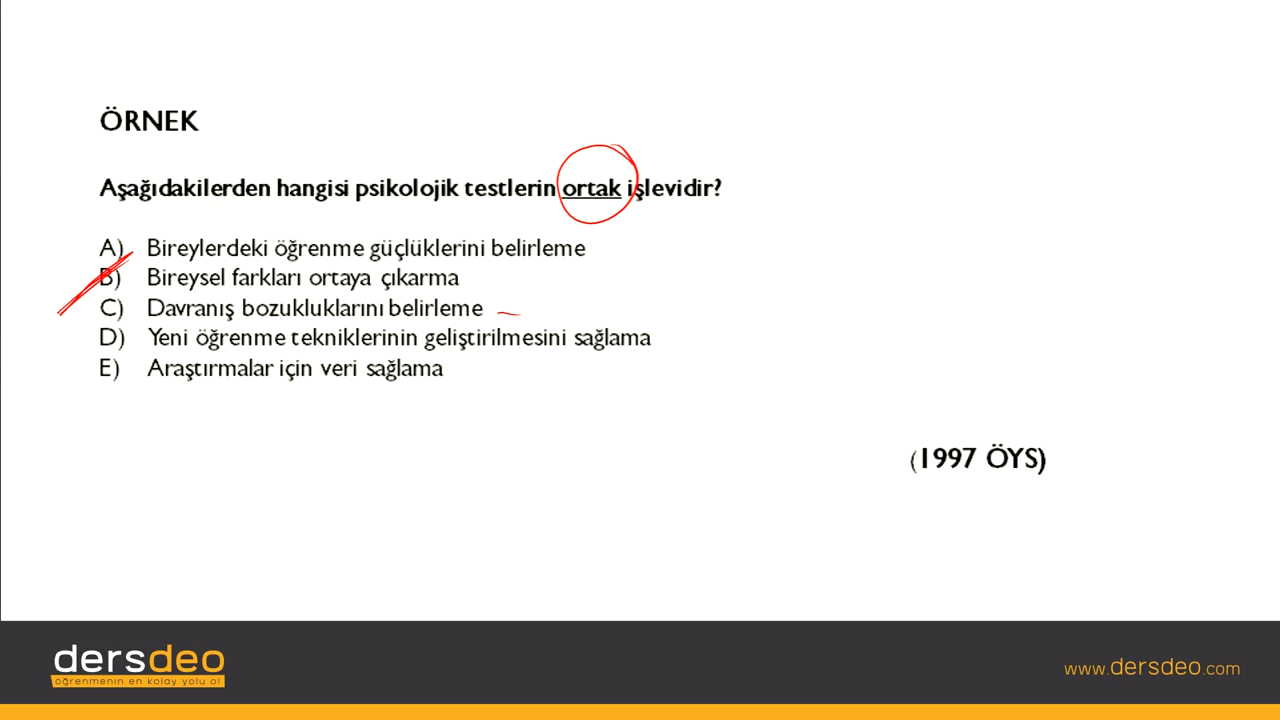 ÖRNEK
Aşağıdakilerden hangisi psikolojik testlerin ortak işlevidir?
A) Bireylerdeki öğrenme güçlüklerini belirleme
B) Bireysel farkları ortaya çıkarma
C) Davranış bozukluklarını belirleme
D) Yeni öğrenme tekniklerinin geliştirilmesini sağlama
E) Araştırmalar için veri sağlama
(1997 ÖYS)
dersdeo
öğrenmenin en kolay yolu o!
www.dersdeo.com